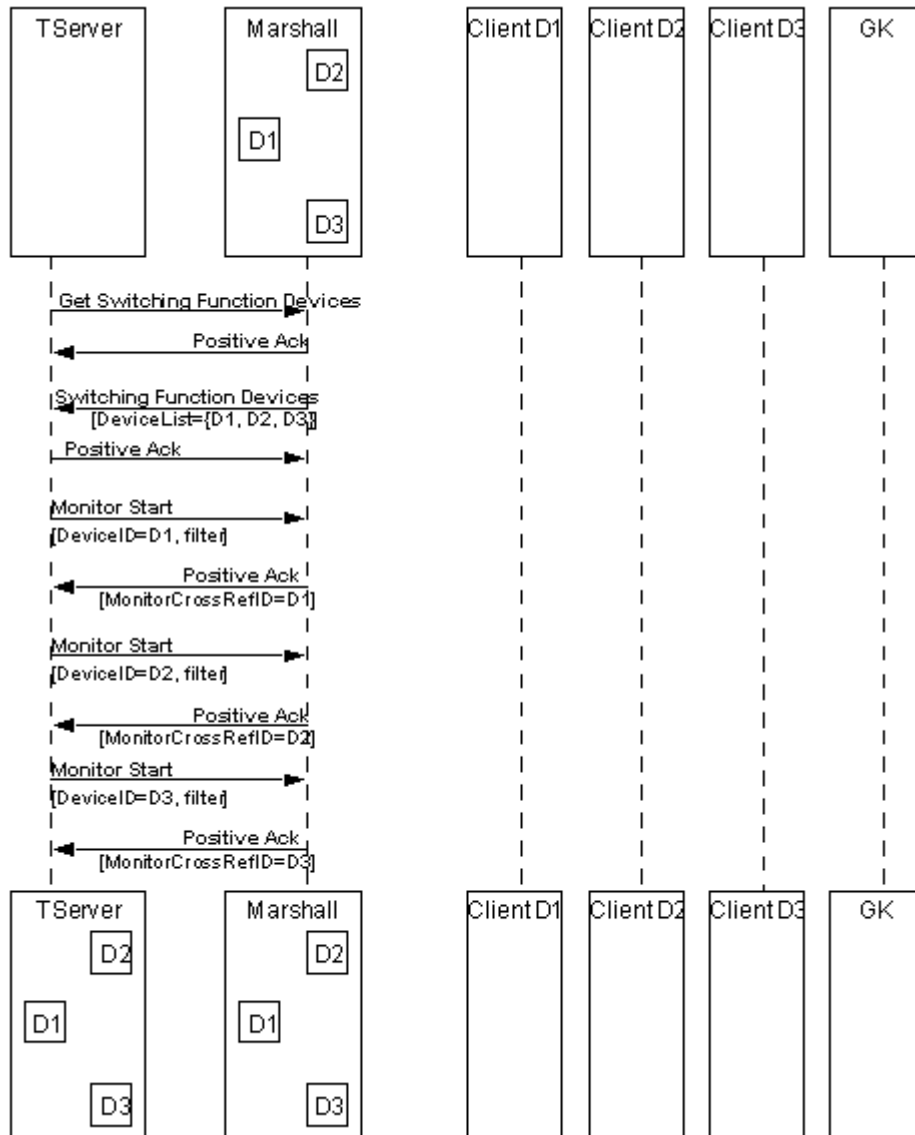 TServer
Marshall
Client D1
Client D2
Client D3
GK
D2
D1
D3
Get Switching Function Devices
Positive Ack
Switching Function Devices
[DeviceList={D1, D2, D3}]
Positive Ack
Monitor Start
[DeviceID=D1, filter]
Positive Ack
[MonitorCrossRefID=D1]
Monitor Start
[DeviceID=D2, filter]
Positive Ack
[MonitorCrossRefID=D2]
Monitor Start
[DeviceID=D3, filter]
Positive Ack
[MonitorCrossRefID=D3]
TServer
Marshall
Client D1
Client D2
Client D3
GK
D2
D2
D1
D1
D3
D3